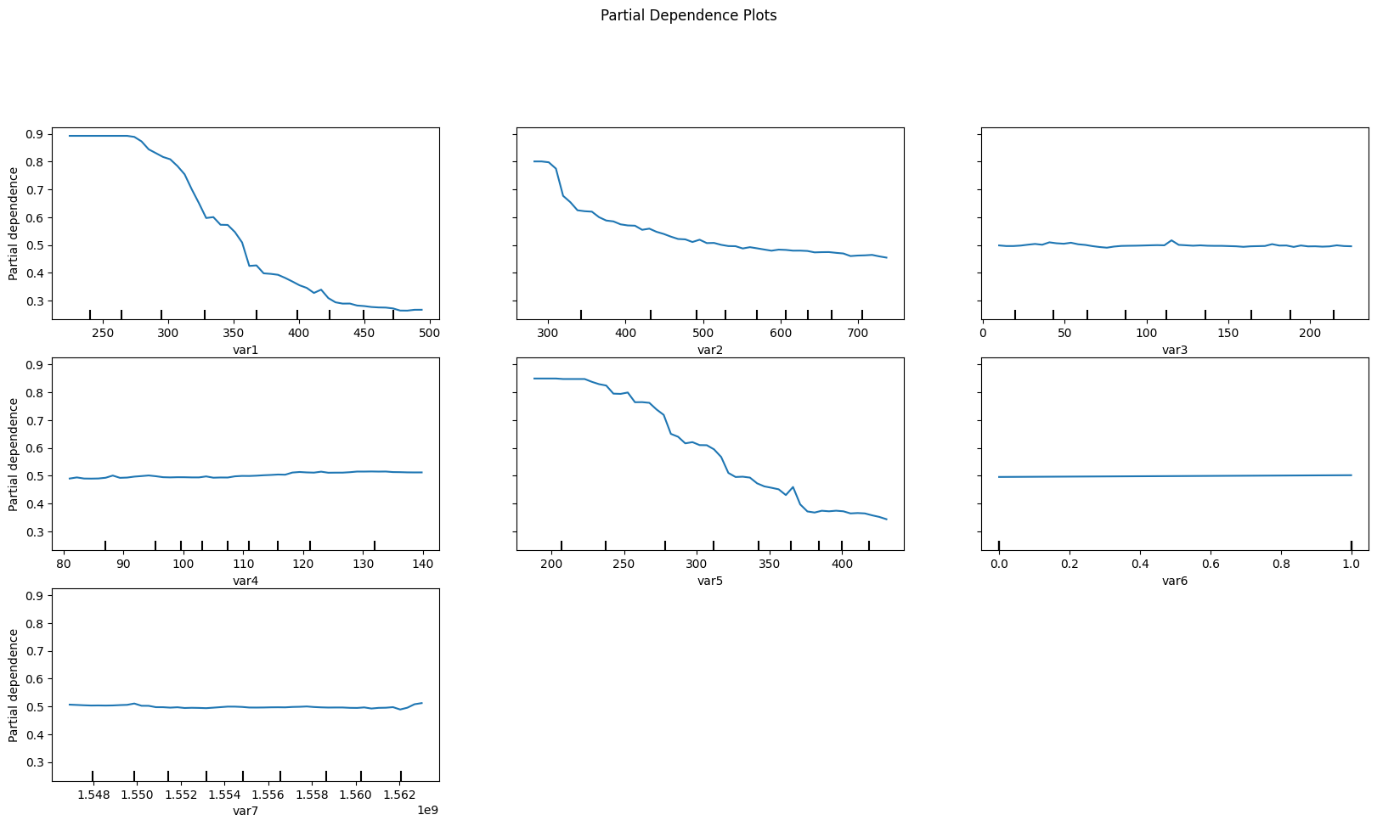 Partial Dependence Plots
0.9
0.8
0.7
0.6
0.5
0.4
0.3
Partial dependence
250 300 350 400 450 500
var1
300 400 500 600 700
var2
0 50 100 150 200
var3
0.9
0.8
0.7
0.6
0.5
0.4
0.3
Partial dependence
80 90 100 110 120 130 140
var4
200 250 300 350 400
var5
0.0 0.2 0.4 0.6 0.8 1.0
var6
0.9
0.8
0.7
0.6
0.5
0.4
0.3
Partial dependence
1.548 1.550 1.552 1.554 1.556 1.558 1.560 1.562
1e9
var7